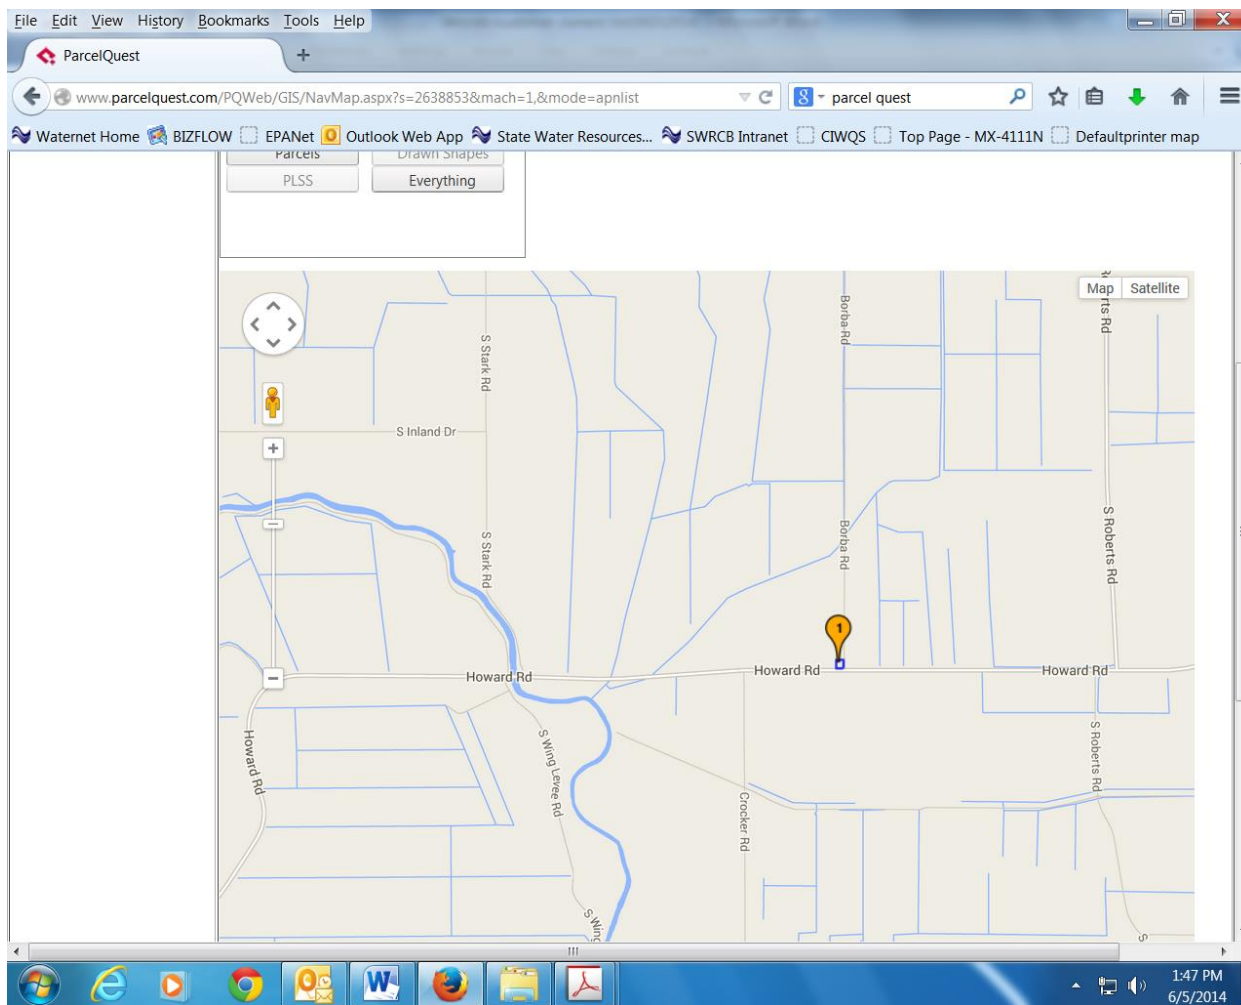 File Edit View History Bookmarks Tools Help
ParcelQuest
www.parcelquest.com/PQWeb/GIS/NavMap.aspx?s=2638853&mach=1,&mode=apnlist
8 parcel quest
Waternet Home BIZFLOW EPANet Outlook Web App State Water Resources... SWRCB Intranet CIWQS Top Page - MX-4111N Defaultprinter map
Parcels Drawn Shapes
PLSS Everything
Map Satellite
Borba Rd
S Stark Rd
S Inland Dr
S Stark Rd
Borba Rd
S Roberts Rd
1
Howard Rd
Howard Rd
Howard Rd
Howard Rd
S Wing Levee Rd
S Roberts Rd
Crocker Rd
S Wing
S
1:47 PM
6/5/2014